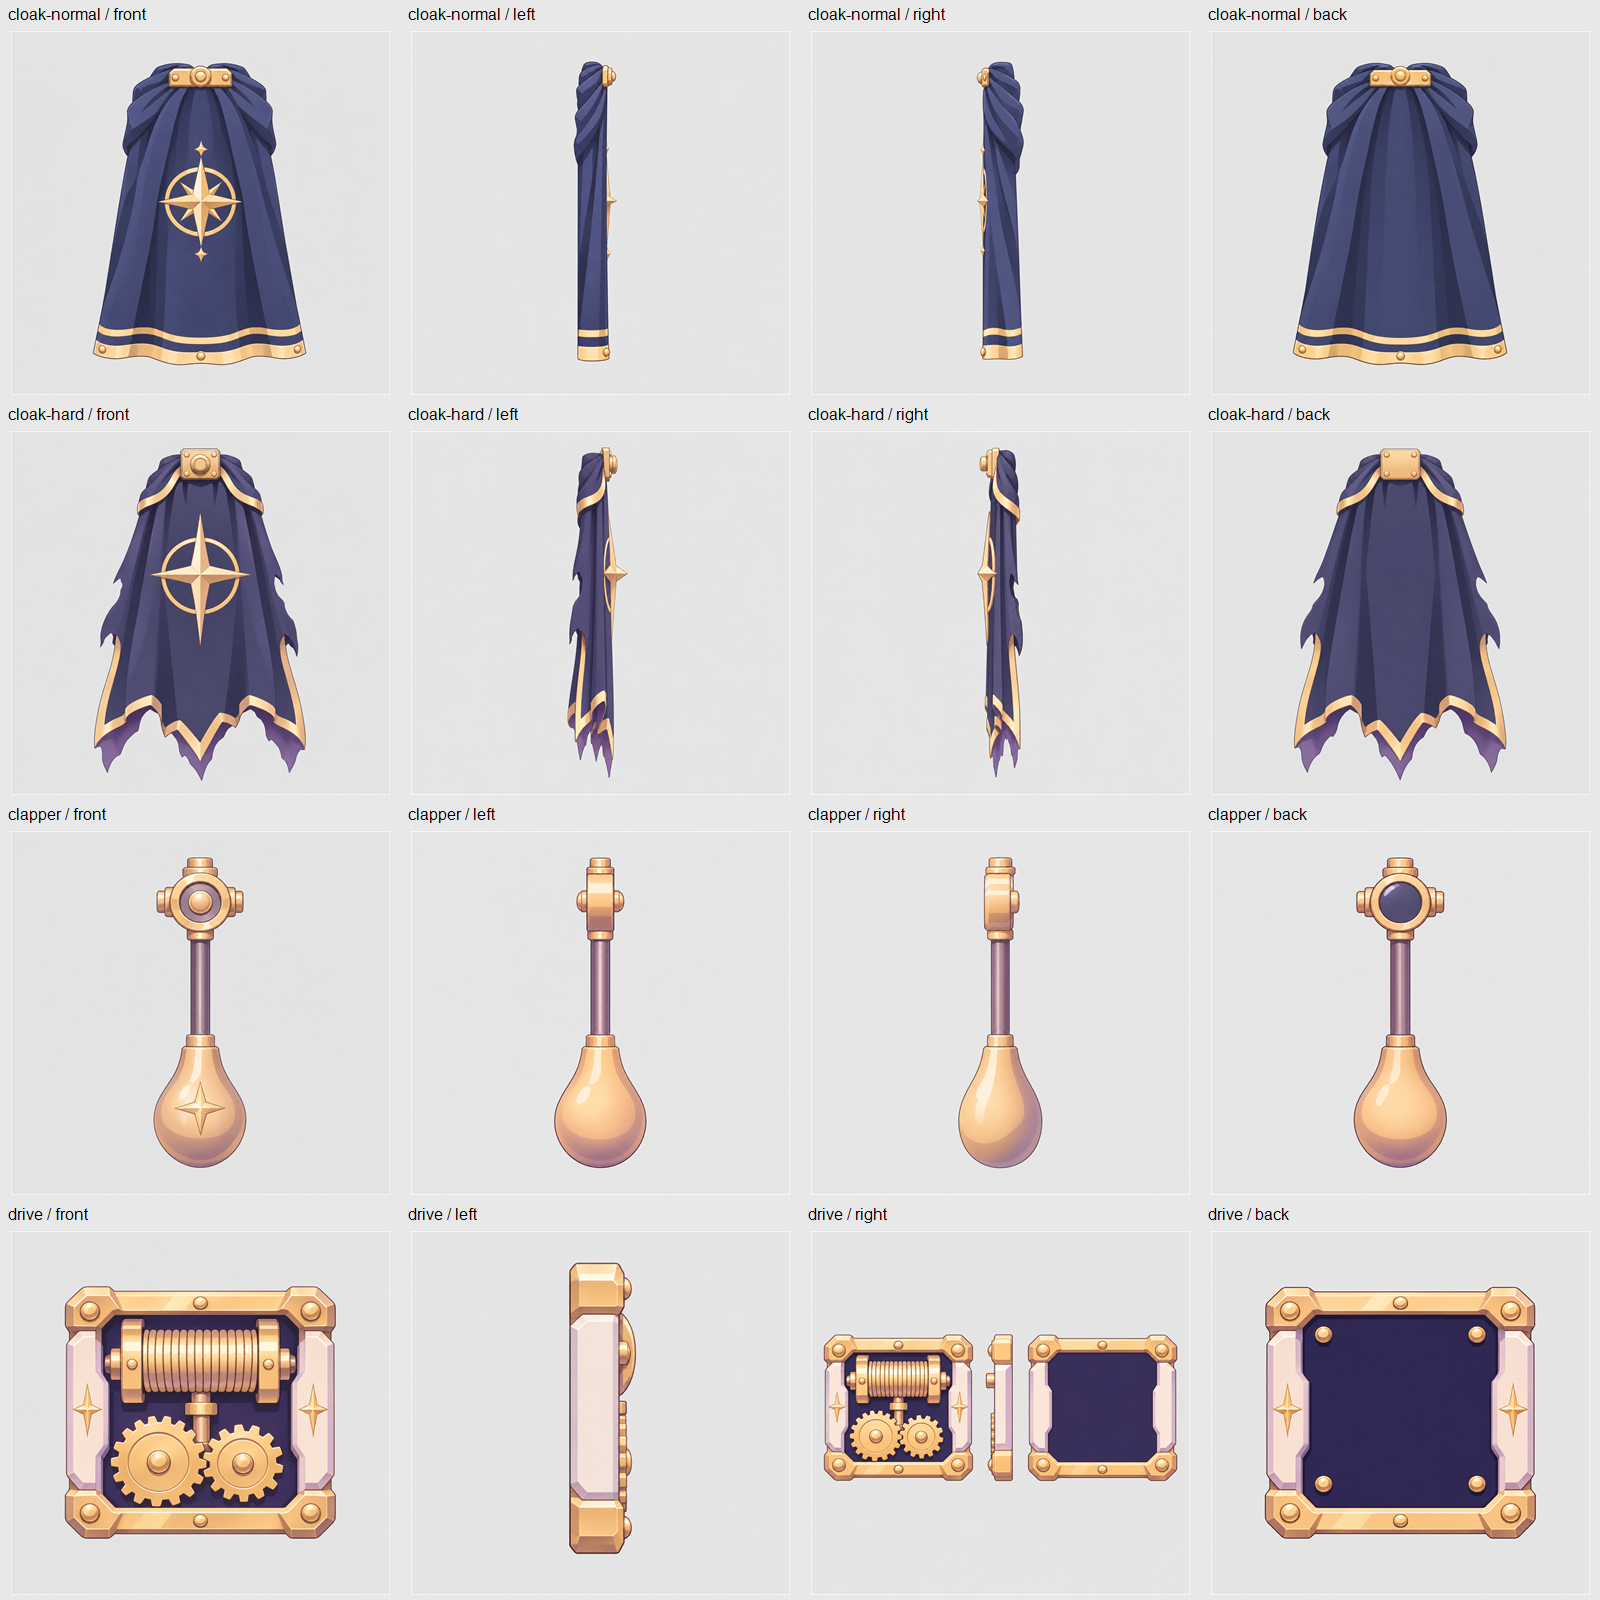 cloak-normal / front
cloak-normal / left
cloak-normal / right
cloak-normal / back
cloak-hard / front
cloak-hard / left
cloak-hard / right
cloak-hard / back
clapper / front
clapper / left
clapper / right
clapper / back
drive / front
drive / left
drive / right
drive / back